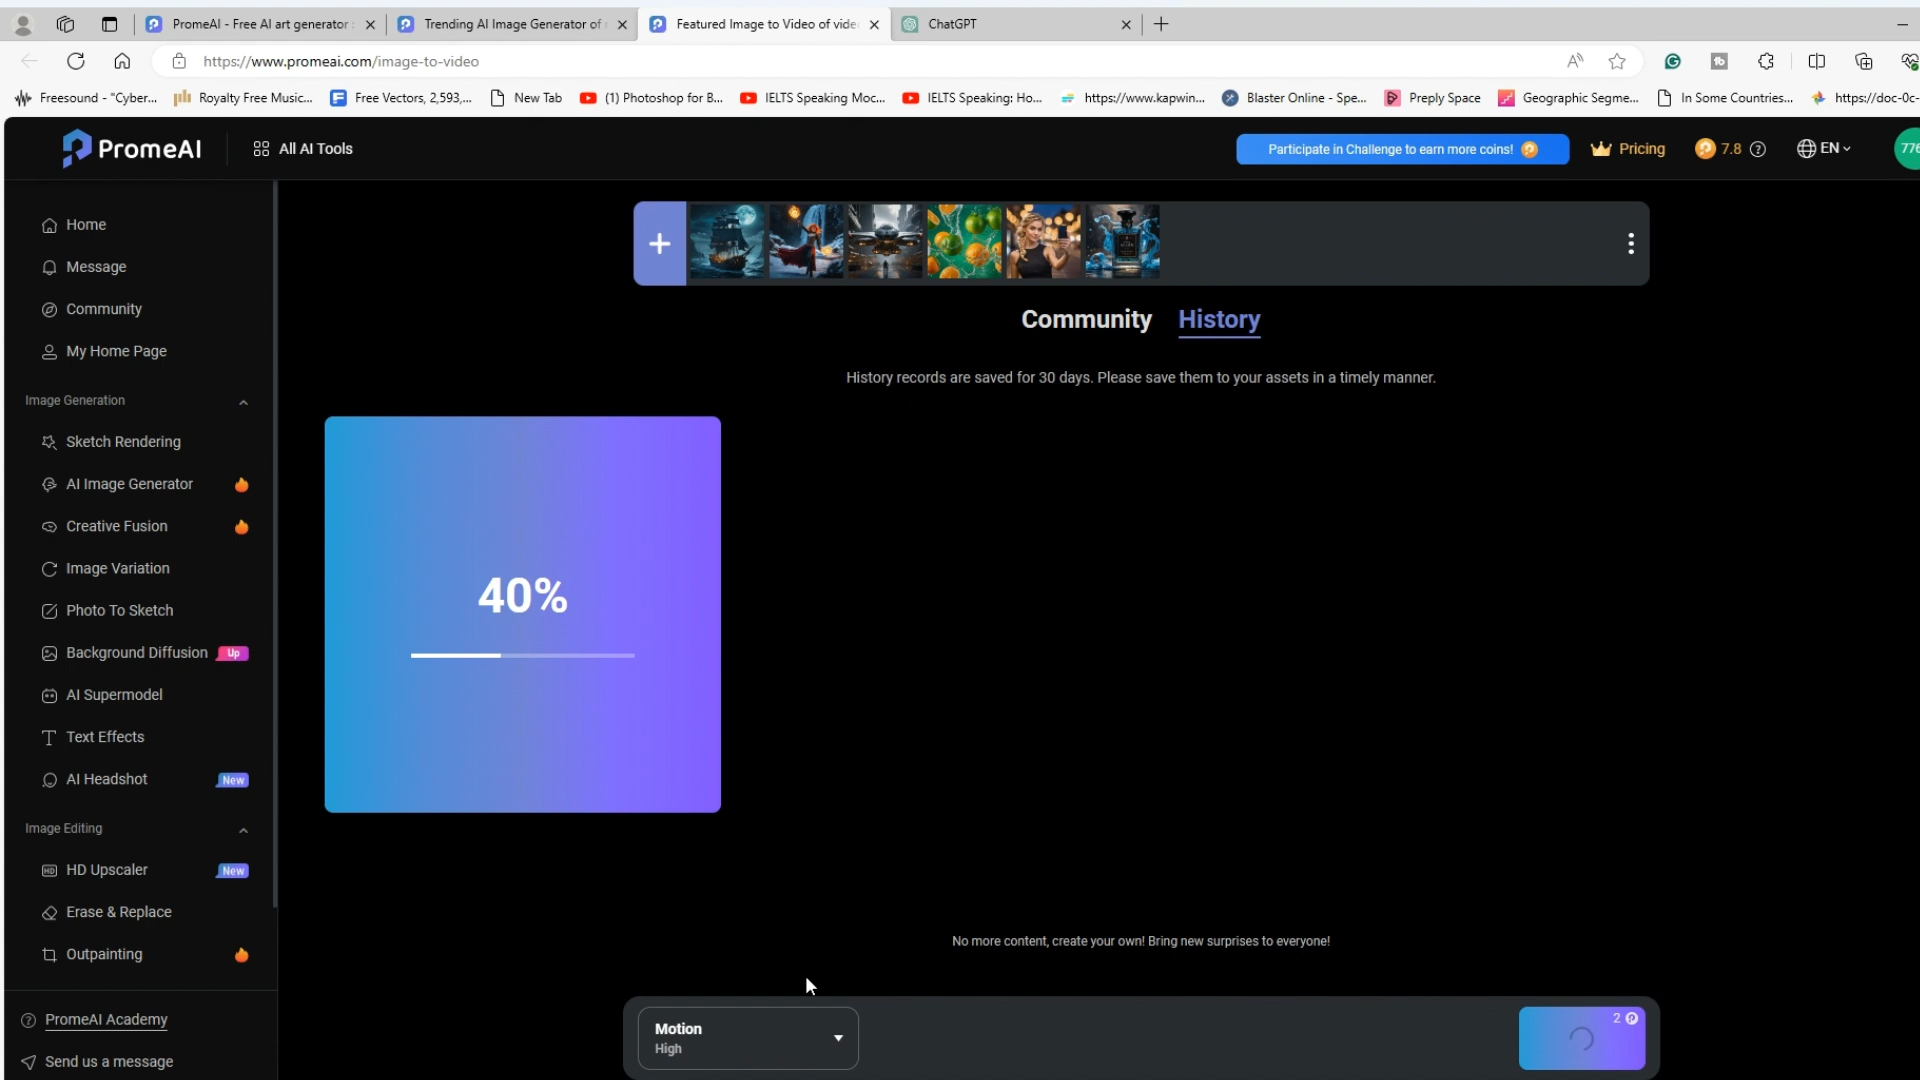 PromeAI - Free AI art generator :
Trending AI Image Generator of
Featured Image to Video of vide
ChatGPT
https://www.promeai.com/image-to-video
Freesound - "Cyber...
Royalty Free Music...
Free Vectors, 2,593,...
New Tab
(1) Photoshop for B...
IELTS Speaking Moc...
IELTS Speaking: Ho...
https://www.kapwin...
Blaster Online - Spe...
Preply Space
Geographic Segme...
In Some Countries...
https://doc-0c-
PromeAI
All AI Tools
Participate in Challenge to earn more coins!
Pricing
7.8
EN
776
Home
Message
Community
My Home Page
Image Generation
Sketch Rendering
AI Image Generator
Creative Fusion
Image Variation
Photo To Sketch
Background Diffusion Up
AI Supermodel
Text Effects
AI Headshot New
Image Editing
HD Upscaler New
Erase & Replace
Outpainting
PromeAI Academy
Send us a message
Community History
History records are saved for 30 days. Please save them to your assets in a timely manner.
40%
No more content, create your own! Bring new surprises to everyone!
Motion
High
2